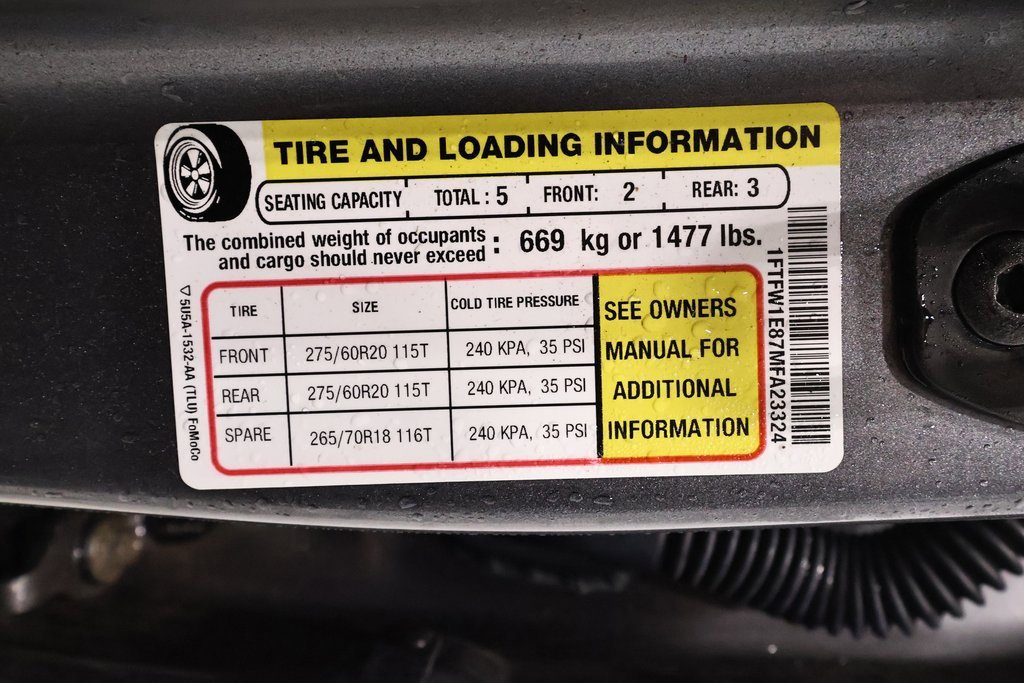 TIRE AND LOADING INFORMATION
SEATING CAPACITY TOTAL : 5 FRONT: 2 REAR: 3
The combined weight of occupants
and cargo should never exceed : 669 kg or 1477 lbs.
TIRE SIZE COLD TIRE PRESSURE
FRONT 275/60R20 115T 240 KPA, 35 PSI
REAR 275/60R20 115T 240 KPA, 35 PSI
SPARE 265/70R18 116T 240 KPA, 35 PSI
SEE OWNERS
MANUAL FOR
ADDITIONAL
INFORMATION
1FTFW1E87MFA23324
▽ 5U5A-1532-AA (TLU) FoMoCo